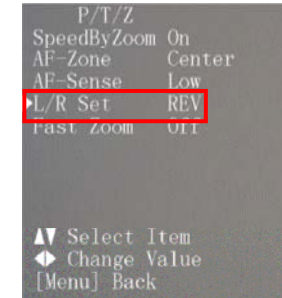 P/T/Z
SpeedByZoom On
AF-Zone Center
AF-Sense Low
L/R Set REV
Fast Zoom Off
Select Item
Change Value
[Menu] Back